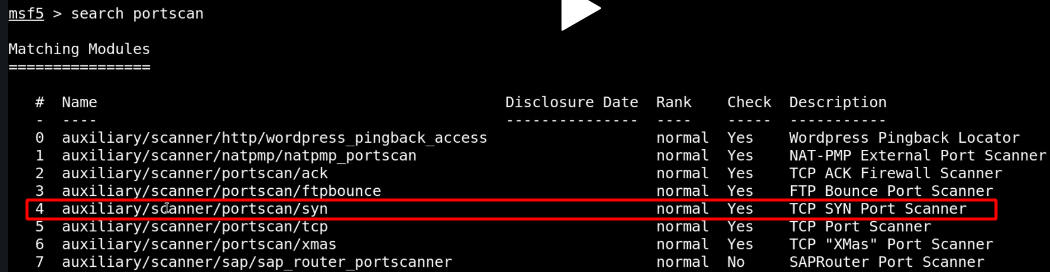 msf5 > search portscan
Matching Modules
================
# Name Disclosure Date Rank Check Description
- ---- --------------- ---- ----- -----------
0 auxiliary/scanner/http/wordpress_pingback_access normal Yes Wordpress Pingback Locator
1 auxiliary/scanner/natpmp/natpmp_portscan normal Yes NAT-PMP External Port Scanner
2 auxiliary/scanner/portscan/ack normal Yes TCP ACK Firewall Scanner
3 auxiliary/scanner/portscan/ftpbounce normal Yes FTP Bounce Port Scanner
4 auxiliary/scanner/portscan/syn normal Yes TCP SYN Port Scanner
5 auxiliary/scanner/portscan/tcp normal Yes TCP Port Scanner
6 auxiliary/scanner/portscan/xmas normal Yes TCP "XMas" Port Scanner
7 auxiliary/scanner/sap/sap_router_portscanner normal No SAPRouter Port Scanner